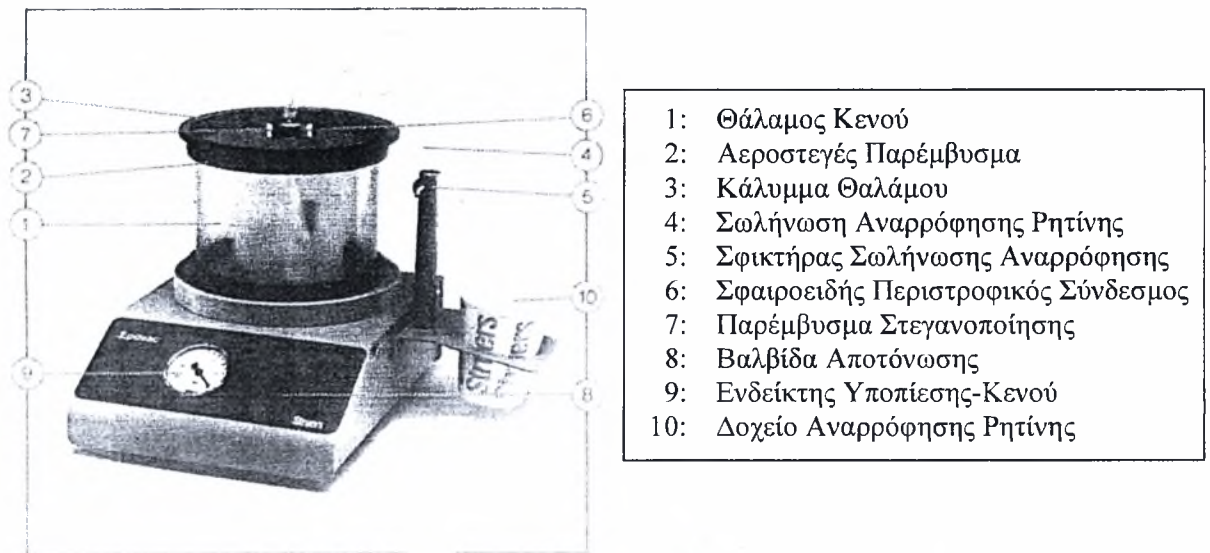 3
7
2
1
9
6
4
5
10
8
Epovac
Struers
1: Θάλαμος Κενού
2: Αεροστεγές Παρέμβυσμα
3: Κάλυμμα Θαλάμου
4: Σωλήνωση Αναρρόφησης Ρητίνης
5: Σφικτήρας Σωλήνωσης Αναρρόφησης
6: Σφαιροειδής Περιστροφικός Σύνδεσμος
7: Παρέμβυσμα Στεγανοποίησης
8: Βαλβίδα Αποτόνωσης
9: Ενδείκτης Υποπίεσης-Κενού
10: Δοχείο Αναρρόφησης Ρητίνης